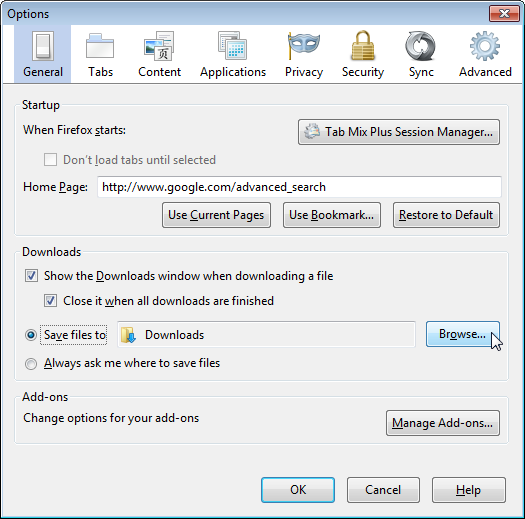 Options
General Tabs Content Applications Privacy Security Sync Advanced
Startup
When Firefox starts: Tab Mix Plus Session Manager...
Don't load tabs until selected
Home Page: http://www.google.com/advanced_search
Use Current Pages Use Bookmark... Restore to Default
Downloads
Show the Downloads window when downloading a file
Close it when all downloads are finished
Save files to Downloads Browse...
Always ask me where to save files
Add-ons
Change options for your add-ons Manage Add-ons...
OK Cancel Help